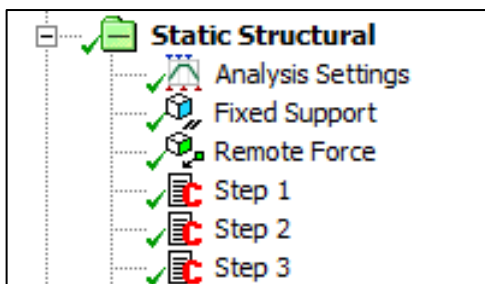 Static Structural
Analysis Settings
Fixed Support
Remote Force
Step 1
Step 2
Step 3